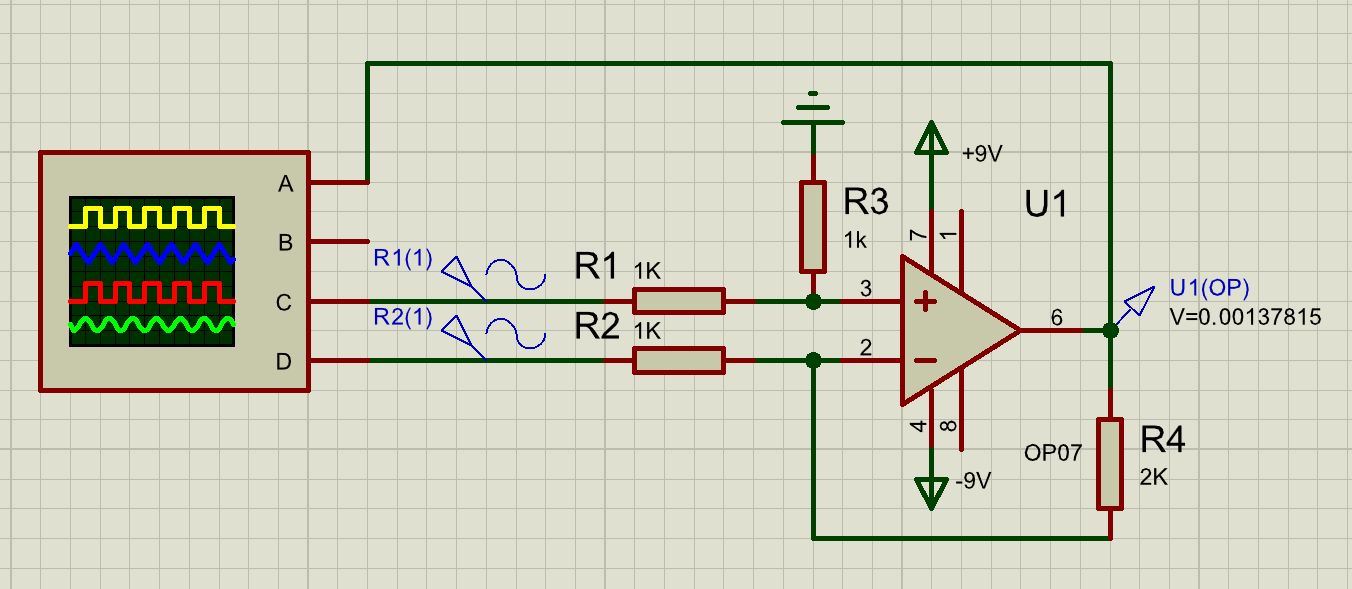 A
B
C
D
R1(1)
R2(1)
R1
1K
R2
1K
R3
1k
+9V
U1
7
1
3
2
6
4
8
U1(OP)
V=0.00137815
-9V
OP07
R4
2K